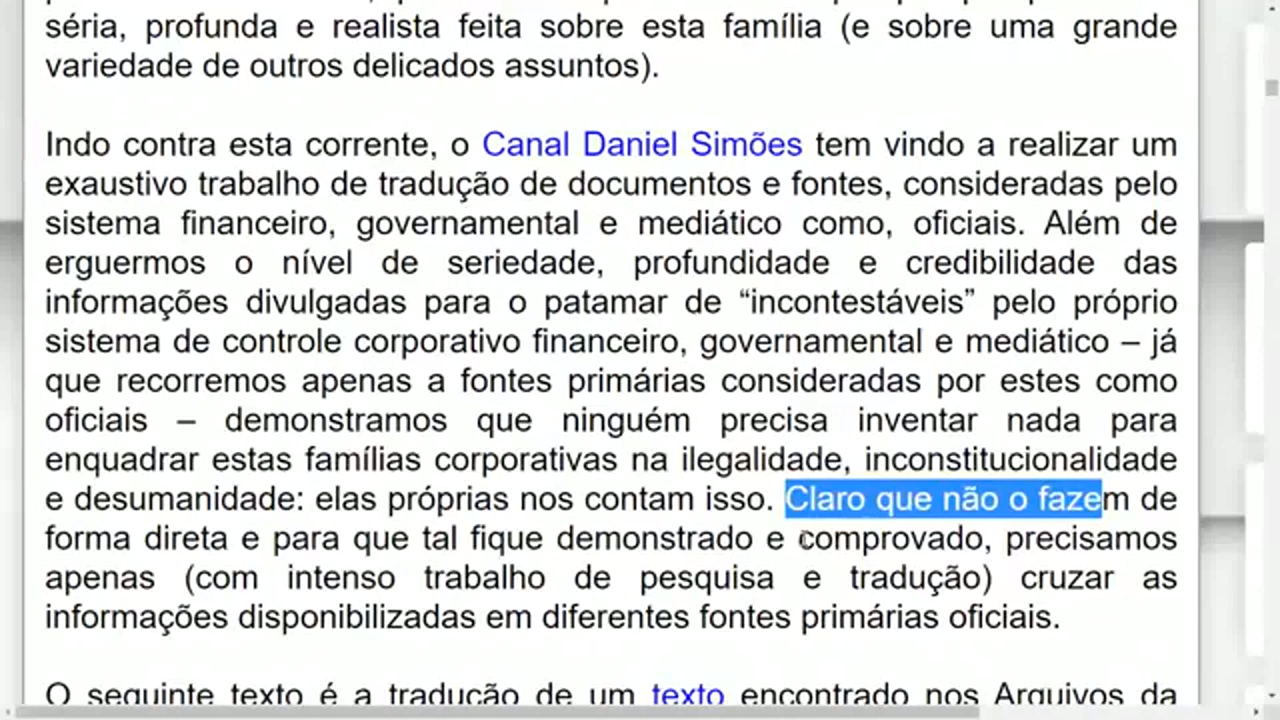 séria, profunda e realista feita sobre esta família (e sobre uma grande
variedade de outros delicados assuntos).
Indo contra esta corrente, o Canal Daniel Simões tem vindo a realizar um
exaustivo trabalho de tradução de documentos e fontes, consideradas pelo
sistema financeiro, governamental e mediático como, oficiais. Além de
erguermos o nível de seriedade, profundidade e credibilidade das
informações divulgadas para o patamar de “incontestáveis” pelo próprio
sistema de controle corporativo financeiro, governamental e mediático – já
que recorremos apenas a fontes primárias consideradas por estes como
oficiais – demonstramos que ninguém precisa inventar nada para
enquadrar estas famílias corporativas na ilegalidade, inconstitucionalidade
e desumanidade: elas próprias nos contam isso. Claro que não o fazem de
forma direta e para que tal fique demonstrado e comprovado, precisamos
apenas (com intenso trabalho de pesquisa e tradução) cruzar as
informações disponibilizadas em diferentes fontes primárias oficiais.
O seguinte texto é a tradução de um texto encontrado nos Arquivos da